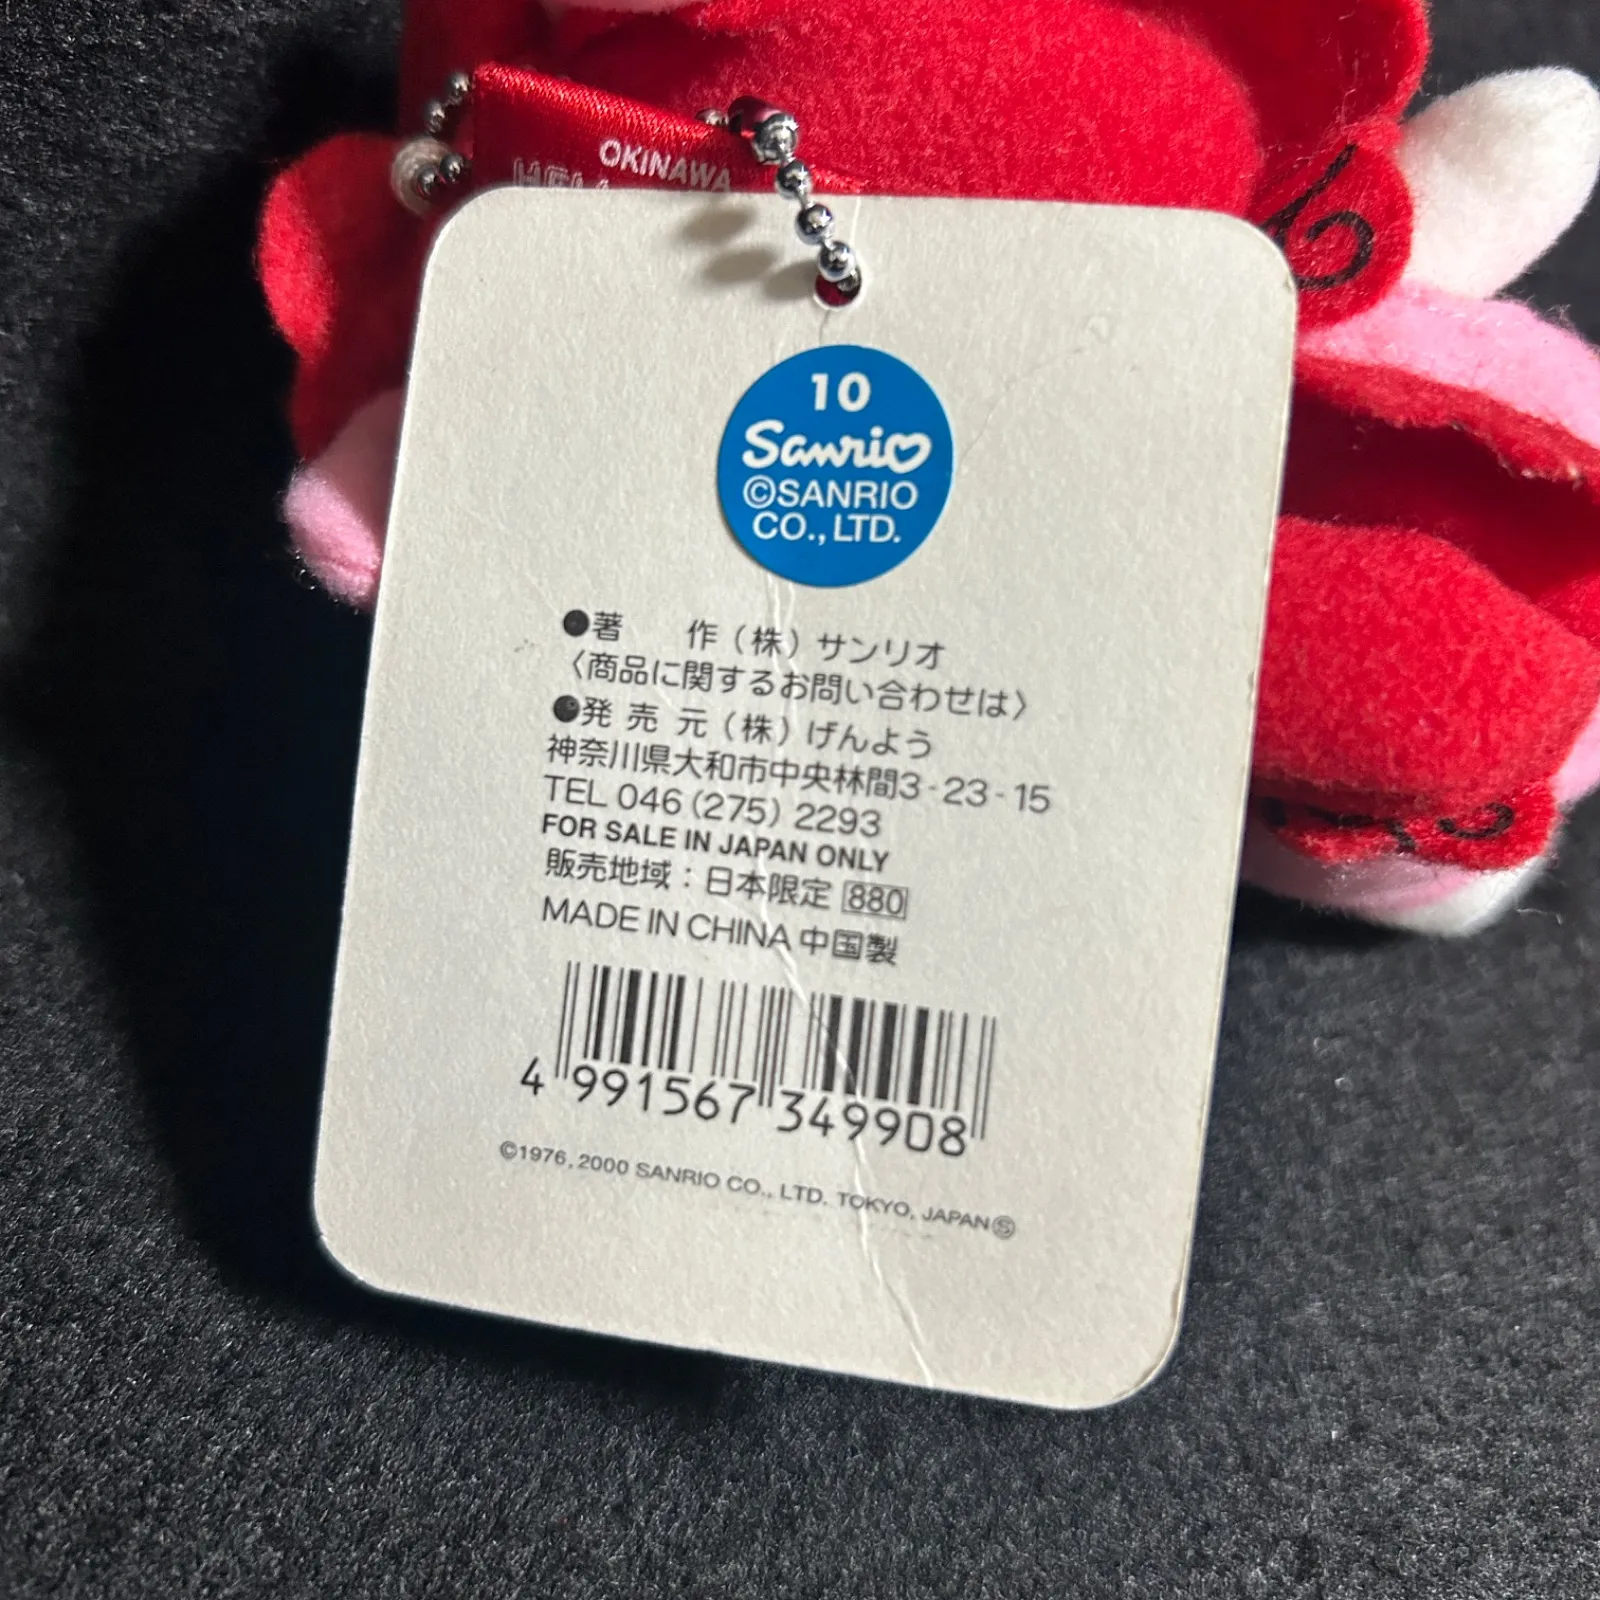 OKINAWA
10
Sanrio
©SANRIO
CO., LTD.
●著　作（株）サンリオ
〈商品に関するお問い合わせは〉
●発売元（株）げんよう
神奈川県大和市中央林間3-23-15
TEL 046(275)2293
FOR SALE IN JAPAN ONLY
販売地域：日本限定 880
MADE IN CHINA 中国製
4 991567 349908
©1976, 2000 SANRIO CO., LTD. TOKYO, JAPAN Ⓢ